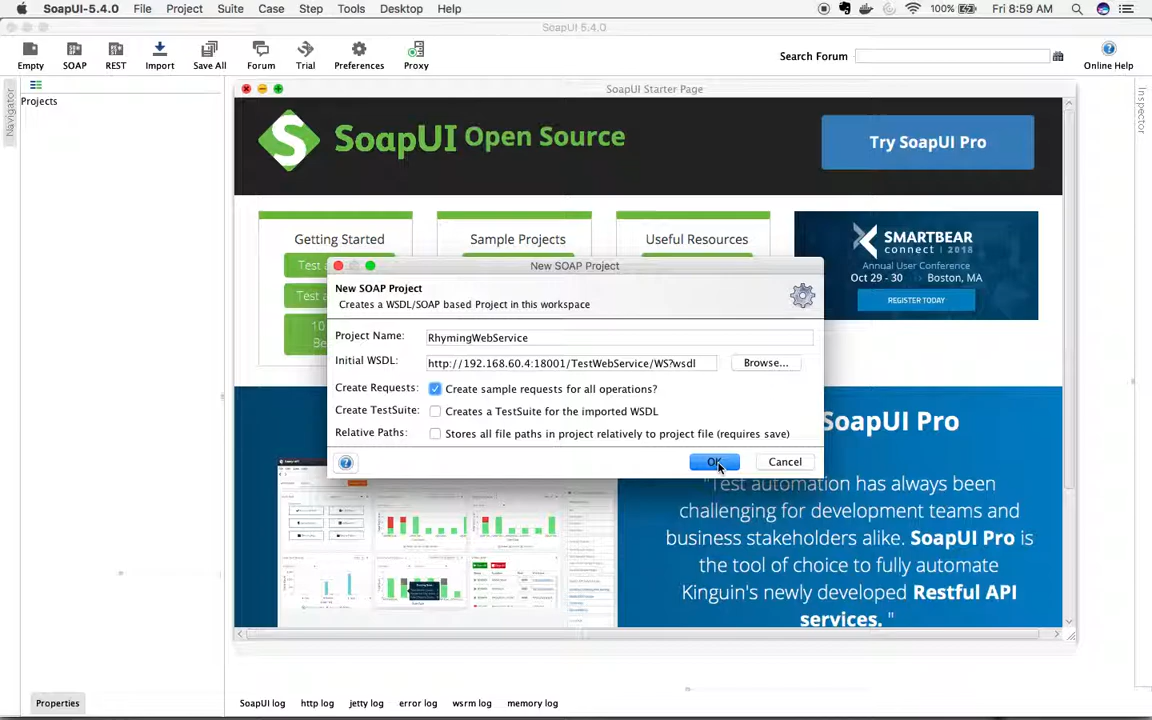 SoapUI-5.4.0 File Project Suite Case Step Tools Desktop Help 100% Fri 8:59 AM
SoapUI 5.4.0
Empty SOAP REST Import Save All Forum Trial Preferences Proxy Search Forum Online Help
Navigator
Projects
Inspector
SoapUI Starter Page
S SoapUI Open Source
Try SoapUI Pro
Getting Started Sample Projects Useful Resources
SMARTBEAR
connect | 2018
Annual User Conference
Oct 29 - 30 Boston, MA
REGISTER TODAY
Test
Test a
10
Be
New SOAP Project
New SOAP Project
Creates a WSDL/SOAP based Project in this workspace
Project Name: RhymingWebService
Initial WSDL: http://192.168.60.4:18001/TestWebService/WS?wsdl Browse...
Create Requests: Create sample requests for all operations?
Create TestSuite: Creates a TestSuite for the imported WSDL
Relative Paths: Stores all file paths in project relatively to project file (requires save)
? OK Cancel
SoapUI Pro
"Test automation has always been
challenging for development teams and
business stakeholders alike. SoapUI Pro is
the tool of choice to fully automate
Kinguin's newly developed Restful API
services. "
Properties
SoapUI log http log jetty log error log wsrm log memory log